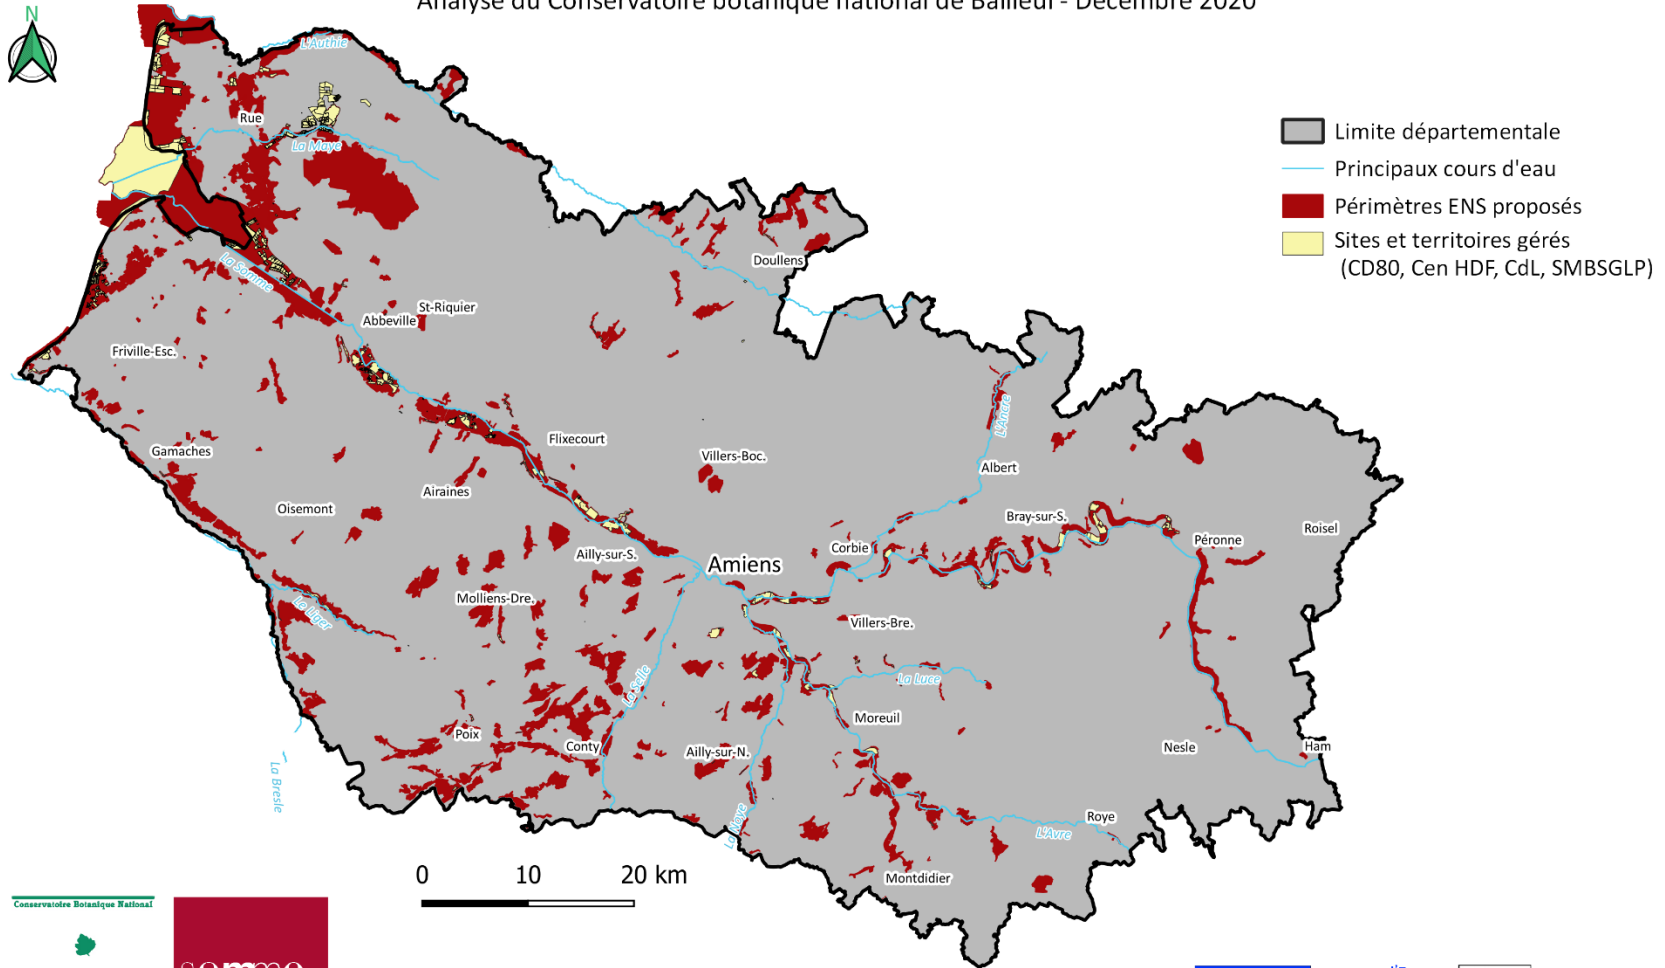 Analyse du Conservatoire botanique national de Bailleul - Décembre 2020
N
L'Authie
Rue
La Maye
Limite départementale
Principaux cours d'eau
Périmètres ENS proposés
Sites et territoires gérés
(CD80, Cen HDF, CdL, SMBSGLP)
La Somme
Doullens
St-Riquier
Abbeville
Friville-Esc.
L'Ancre
Flixecourt
Gamaches
Villers-Boc.
Albert
Airaines
Oisemont
Bray-sur-S.
Roisel
Péronne
Corbie
Ailly-sur-S.
Amiens
Molliens-Dre.
Le Liger
Villers-Bre.
La Selle
La Luce
Moreuil
Poix
Conty
Ailly-sur-N.
Nesle
Ham
La Bresle
La Noye
Roye
L'Avre
0 10 20 km
Montdidier
Conservatoire Botanique National
somme